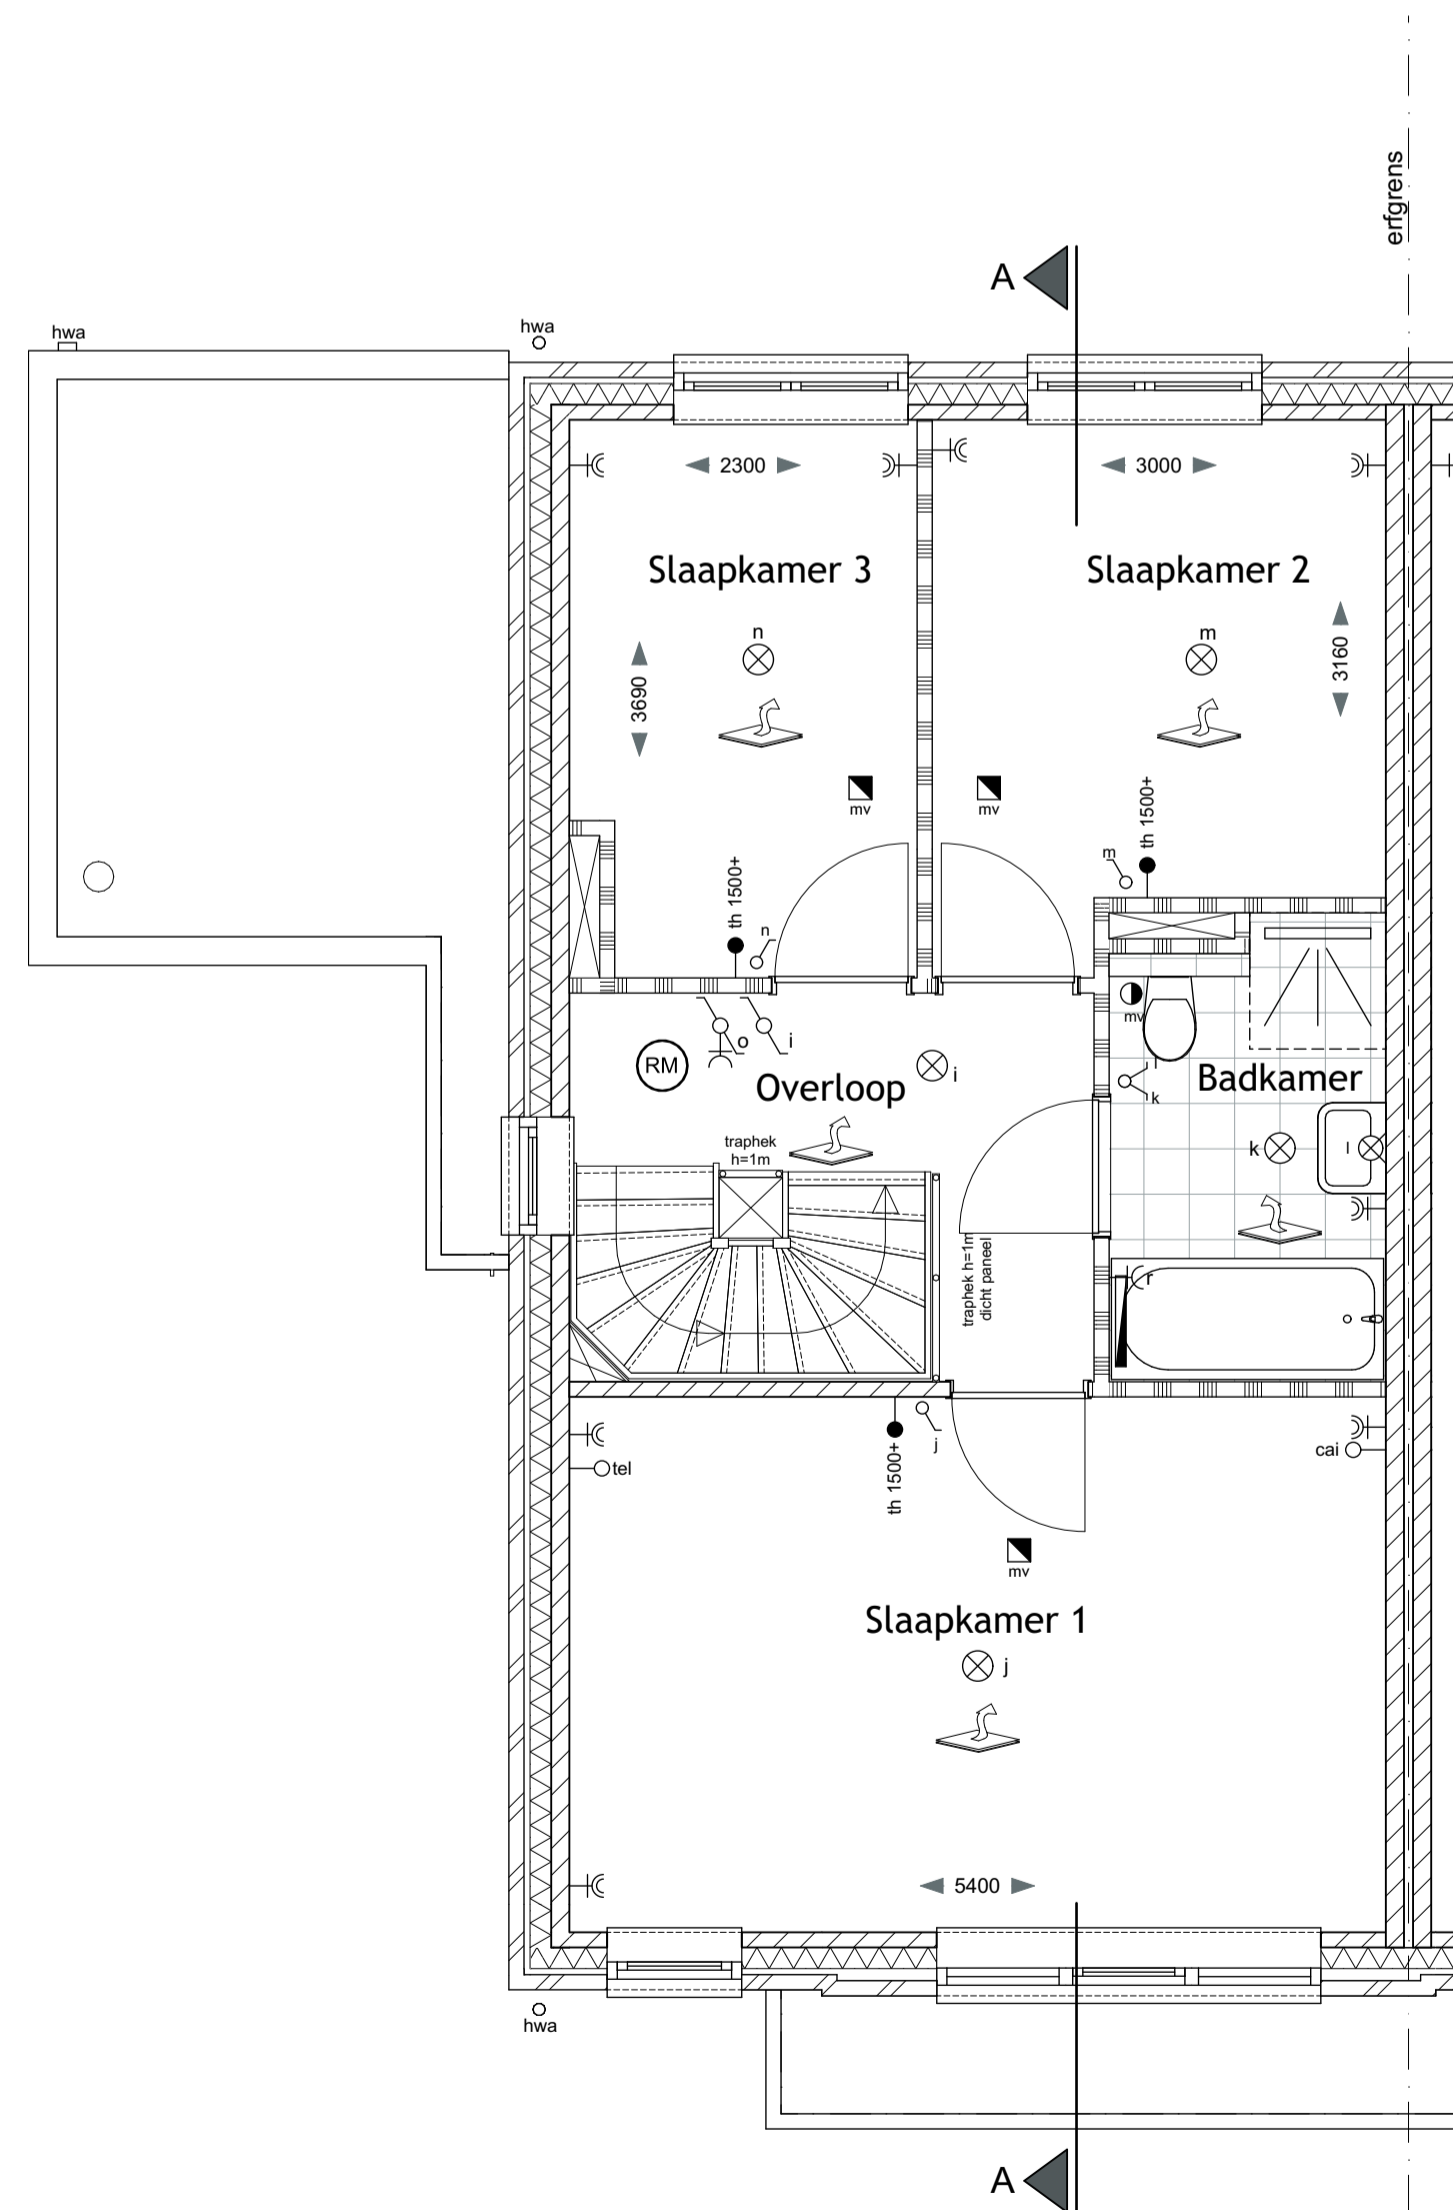 erfgrens
A
hwa
hwa
2300
3000
Slaapkamer 3
Slaapkamer 2
n
m
3690
3160
mv
mv
th 1500+
m
th 1500+
n
mv
o
i
RM
i
Overloop
l
k
Badkamer
traphek
h=1m
k
l
traphek h=1m
dicht paneel
r
tel
th 1500+
j
cai
mv
Slaapkamer 1
j
5400
hwa
A